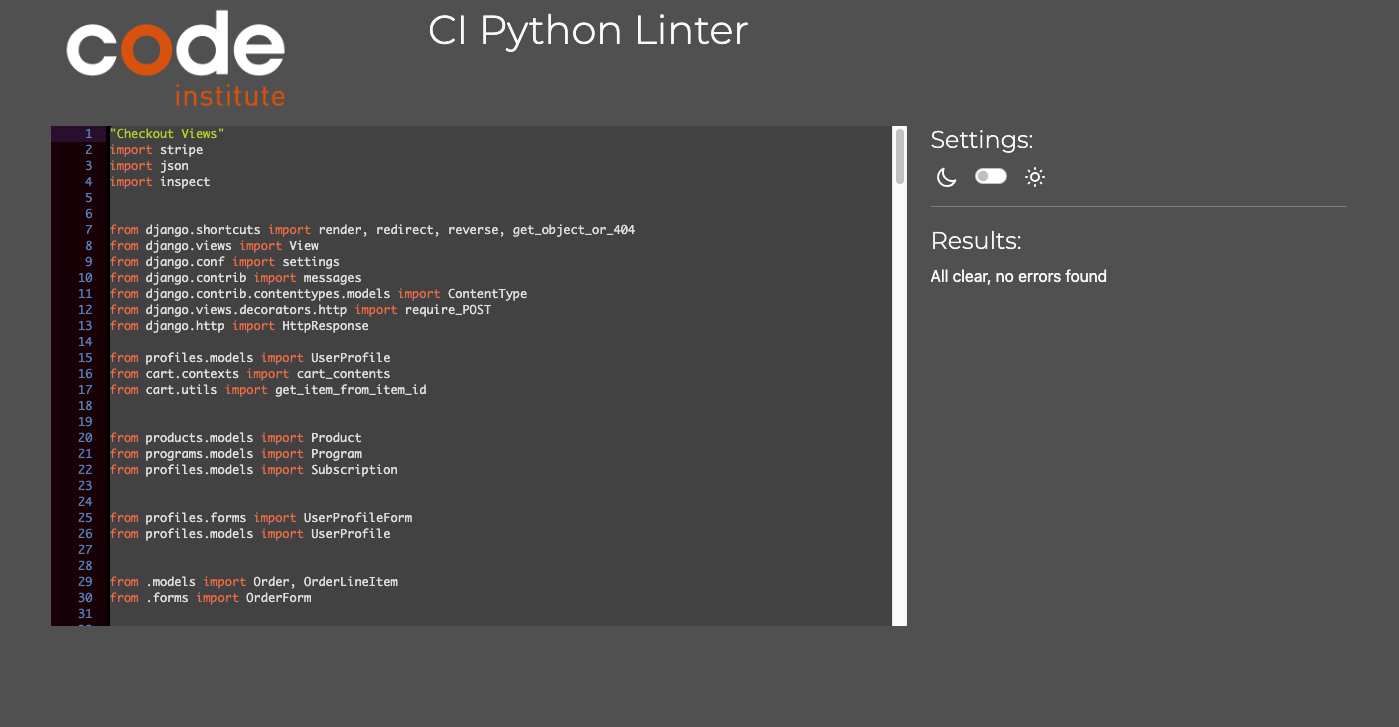 code
institute
CI Python Linter
1 "Checkout Views"
2 import stripe
3 import json
4 import inspect
5
6
7 from django.shortcuts import render, redirect, reverse, get_object_or_404
8 from django.views import View
9 from django.conf import settings
10 from django.contrib import messages
11 from django.contrib.contenttypes.models import ContentType
12 from django.views.decorators.http import require_POST
13 from django.http import HttpResponse
14
15 from profiles.models import UserProfile
16 from cart.contexts import cart_contents
17 from cart.utils import get_item_from_item_id
18
19
20 from products.models import Product
21 from programs.models import Program
22 from profiles.models import Subscription
23
24
25 from profiles.forms import UserProfileForm
26 from profiles.models import UserProfile
27
28
29 from .models import Order, OrderLineItem
30 from .forms import OrderForm
31
Settings:
Results:
All clear, no errors found